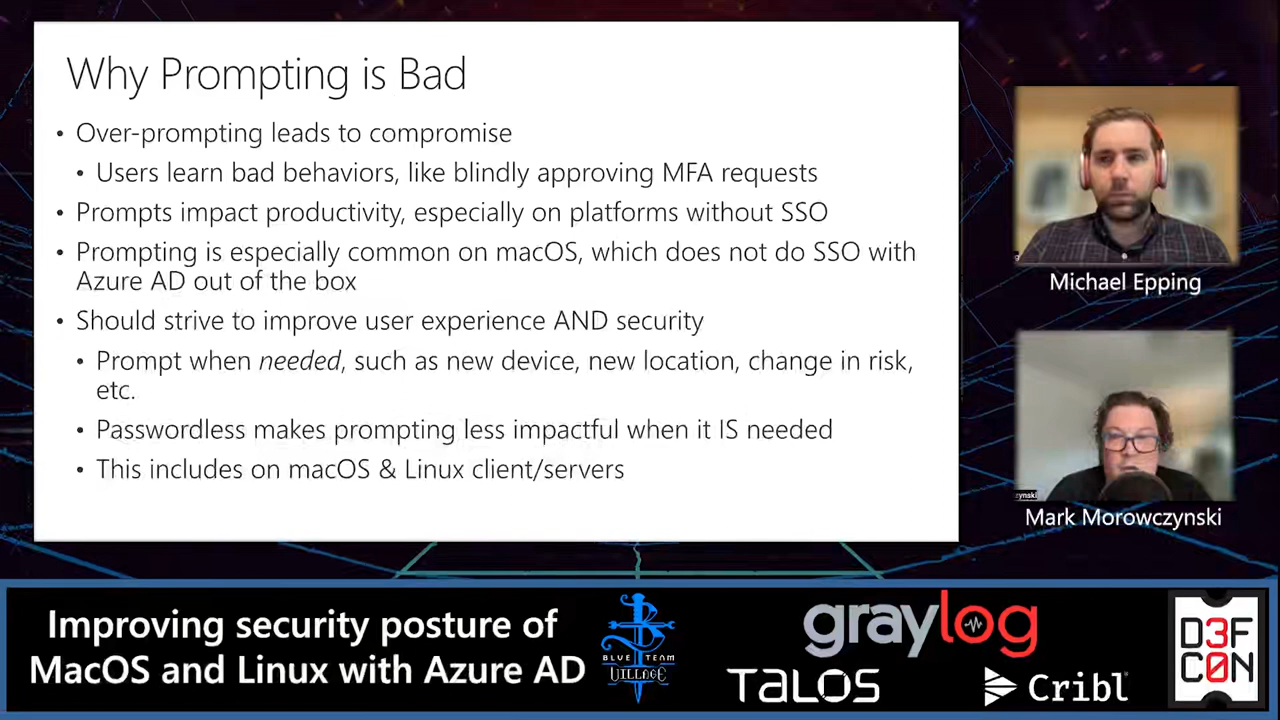 Why Prompting is Bad
• Over-prompting leads to compromise
• Users learn bad behaviors, like blindly approving MFA requests
• Prompts impact productivity, especially on platforms without SSO
• Prompting is especially common on macOS, which does not do SSO with
Azure AD out of the box
• Should strive to improve user experience AND security
• Prompt when needed, such as new device, new location, change in risk,
etc.
• Passwordless makes prompting less impactful when it IS needed
• This includes on macOS & Linux client/servers
Michael Epping
zynski
Mark Morowczynski
Improving security posture of
MacOS and Linux with Azure AD
BLUE TEAM
VILLAGE
graylog
TALOS
Cribl
D3F
C0N